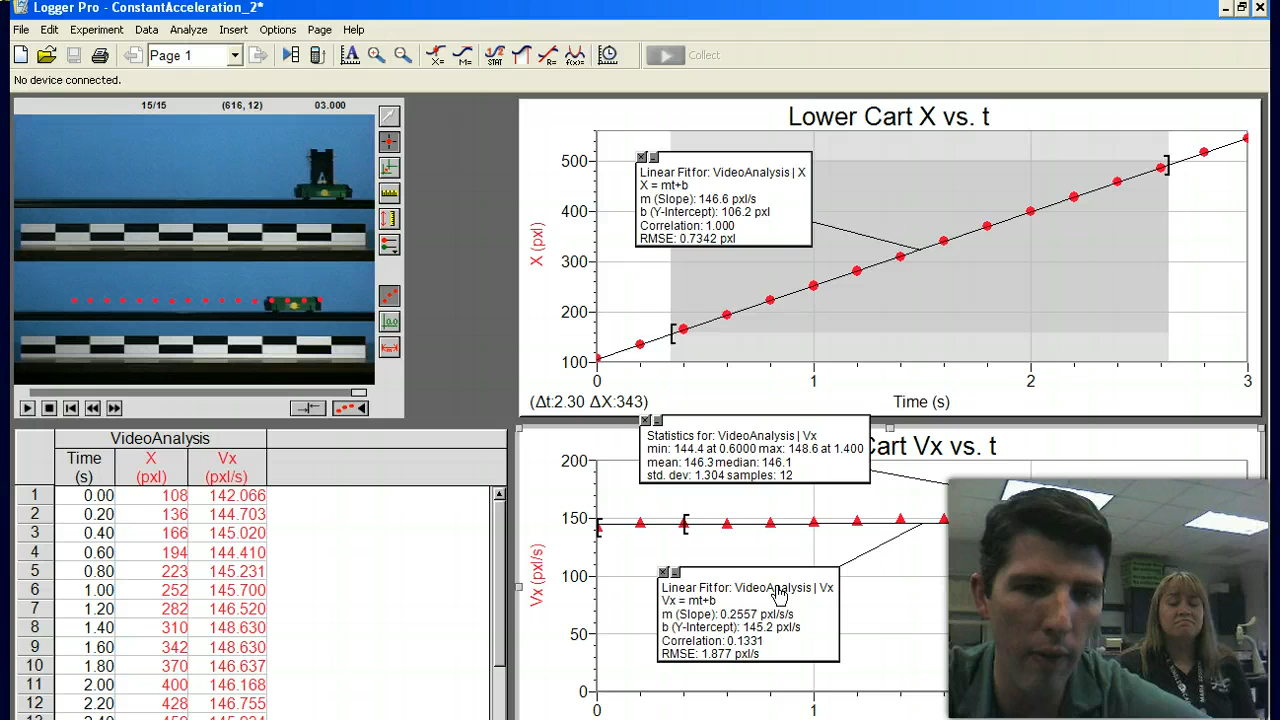 Logger Pro - ConstantAcceleration_2*
File Edit Experiment Data Analyze Insert Options Page Help
Page 1
Collect
No device connected.
15/15 (616, 12) 03.000
Lower Cart X vs. t
X (pxl)
500
400
300
200
100
Linear Fit for: VideoAnalysis | X
X = mt+b
m (Slope): 146.6 pxl/s
b (Y-Intercept): 106.2 pxl
Correlation: 1.000
RMSE: 0.7342 pxl
0 1 2 3
(Δt:2.30 ΔX:343) Time (s)
Cart Vx vs. t
Statistics for: VideoAnalysis | Vx
min: 144.4 at 0.6000 max: 148.6 at 1.400
mean: 146.3 median: 146.1
std. dev: 1.304 samples: 12
Vx (pxl/s)
200
150
100
50
0
Linear Fit for: VideoAnalysis | Vx
Vx = mt+b
m (Slope): 0.2557 pxl/s/s
b (Y-Intercept): 145.2 pxl/s
Correlation: 0.1331
RMSE: 1.877 pxl/s
0 1
VideoAnalysis
Time X Vx
(s) (pxl) (pxl/s)
1 0.00 108 142.066
2 0.20 136 144.703
3 0.40 166 145.020
4 0.60 194 144.410
5 0.80 223 145.231
6 1.00 252 145.700
7 1.20 282 146.520
8 1.40 310 148.630
9 1.60 342 148.630
10 1.80 370 146.637
11 2.00 400 146.168
12 2.20 428 146.755